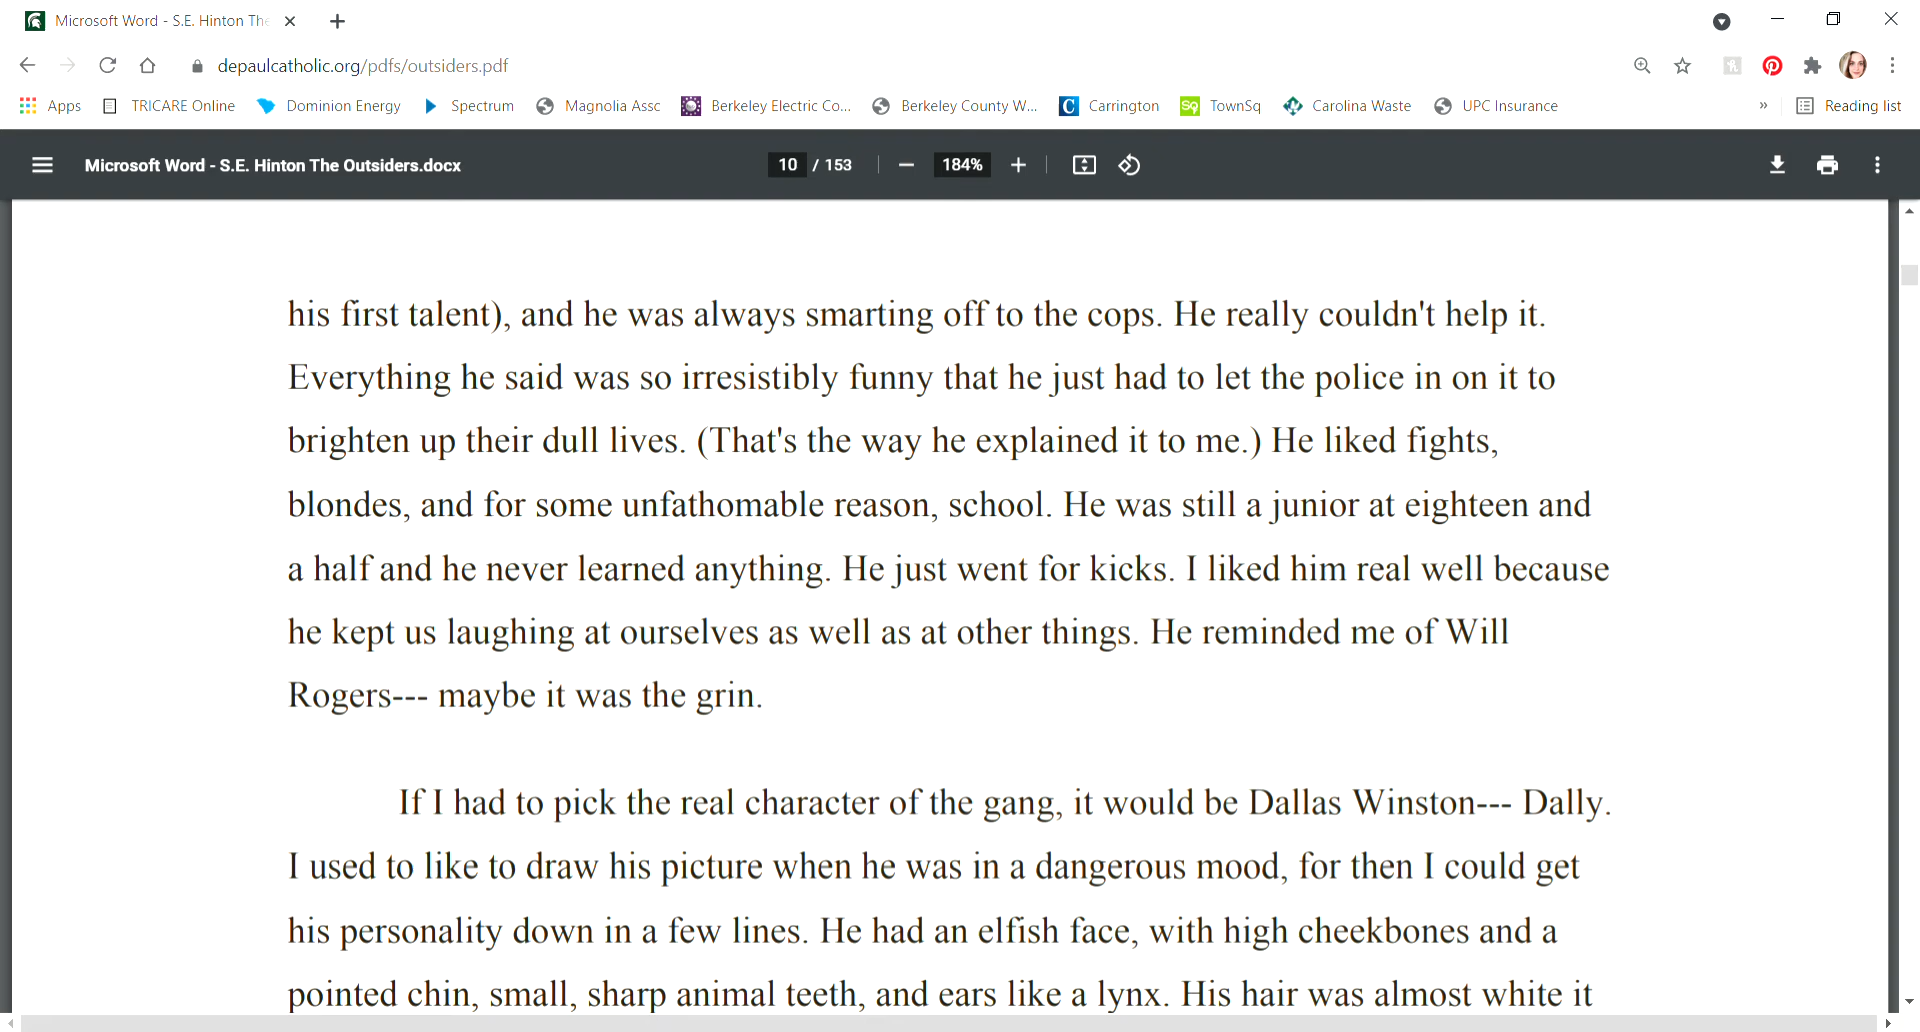 Microsoft Word - S.E. Hinton The
depaulcatholic.org/pdfs/outsiders.pdf
Apps TRICARE Online Dominion Energy Spectrum Magnolia Assc Berkeley Electric Co... Berkeley County W... Carrington TownSq Carolina Waste UPC Insurance » Reading list
Microsoft Word - S.E. Hinton The Outsiders.docx 10 / 153 184%
his first talent), and he was always smarting off to the cops. He really couldn't help it.
Everything he said was so irresistibly funny that he just had to let the police in on it to
brighten up their dull lives. (That's the way he explained it to me.) He liked fights,
blondes, and for some unfathomable reason, school. He was still a junior at eighteen and
a half and he never learned anything. He just went for kicks. I liked him real well because
he kept us laughing at ourselves as well as at other things. He reminded me of Will
Rogers--- maybe it was the grin.
If I had to pick the real character of the gang, it would be Dallas Winston--- Dally.
I used to like to draw his picture when he was in a dangerous mood, for then I could get
his personality down in a few lines. He had an elfish face, with high cheekbones and a
pointed chin, small, sharp animal teeth, and ears like a lynx. His hair was almost white it